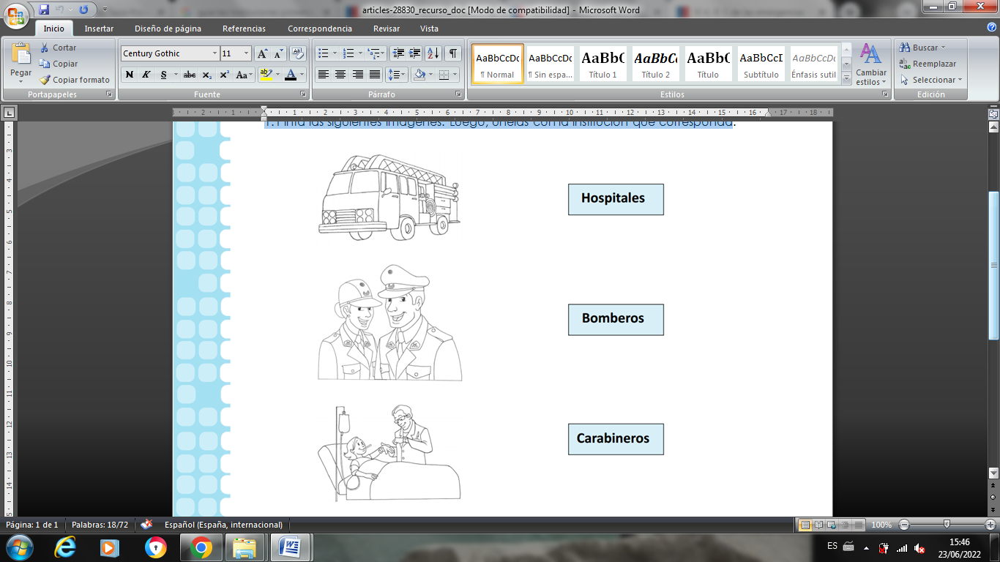 articles-28830_recurso_doc [Modo de compatibilidad] - Microsoft Word
Inicio Insertar Diseño de página Referencias Correspondencia Revisar Vista
Pegar
Cortar
Copiar
Copiar formato
Portapapeles
Century Gothic 11
N K S abc x₂ x² Aa
Fuente
Párrafo
AaBbCcDc AaBbCcDc AaBbC AaBbCc AaBbC AaBbCcI AaBbCcDc
¶ Normal ¶ Sin espa... Título 1 Título 2 Título Subtítulo Énfasis sutil
Cambiar estilos
Estilos
Buscar
Reemplazar
Seleccionar
Edición
2 1 1 2 3 4 5 6 7 8 9 10 11 12 13 14 15 16 17 18
1. Pinta las siguientes imágenes. Luego, únelas con la institución que corresponda.
Hospitales
Bomberos
Carabineros
Página: 1 de 1 Palabras: 18/72 Español (España, internacional) 100%
ES 15:46
23/06/2022